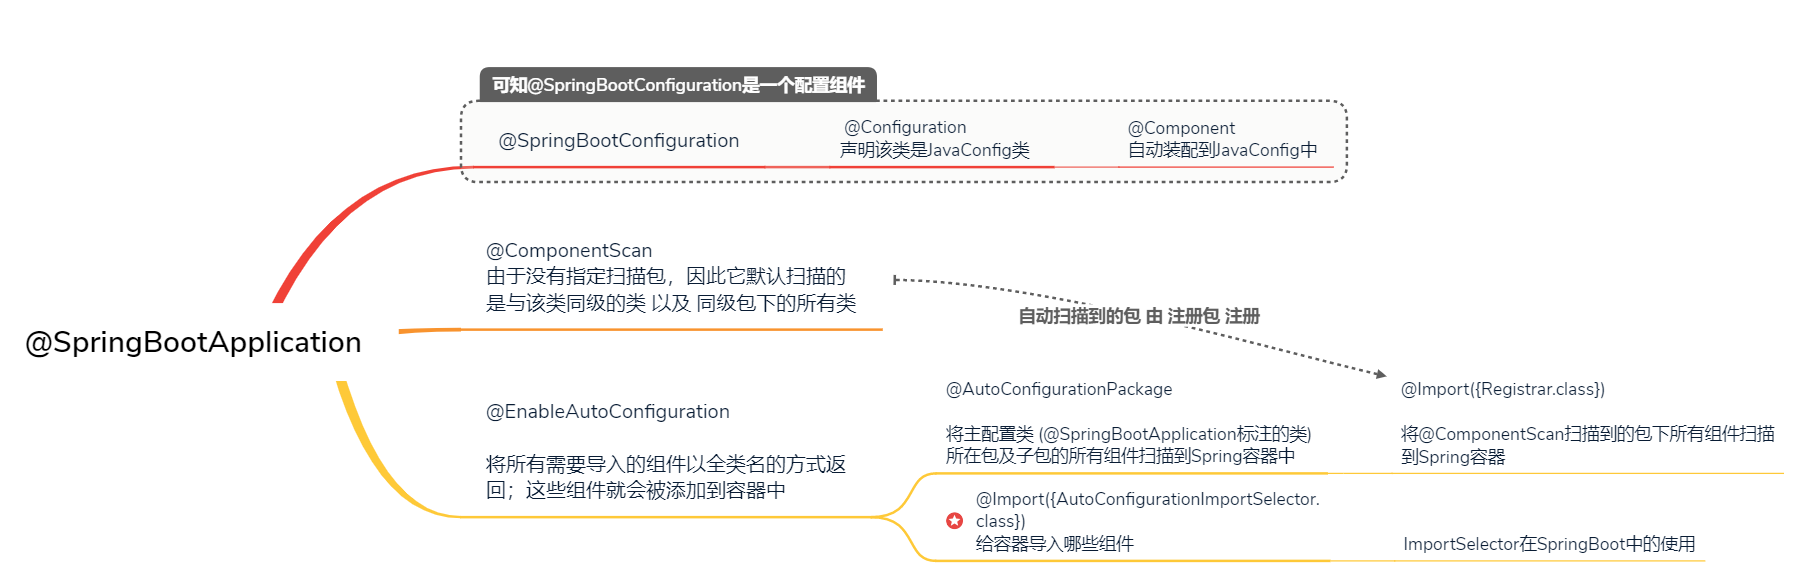 可知@SpringBootConfiguration是一个配置组件
@SpringBootConfiguration
@Configuration
声明该类是JavaConfig类
@Component
自动装配到JavaConfig中
@ComponentScan
由于没有指定扫描包，因此它默认扫描的
是与该类同级的类 以及 同级包下的所有类
自动扫描到的包 由 注册包 注册
@SpringBootApplication
@EnableAutoConfiguration
将所有需要导入的组件以全类名的方式返
回；这些组件就会被添加到容器中
@AutoConfigurationPackage
将主配置类 (@SpringBootApplication标注的类)
所在包及子包的所有组件扫描到Spring容器中
@Import({Registrar.class})
将@ComponentScan扫描到的包下所有组件扫描
到Spring容器
@Import({AutoConfigurationImportSelector.
class})
给容器导入哪些组件
ImportSelector在SpringBoot中的使用